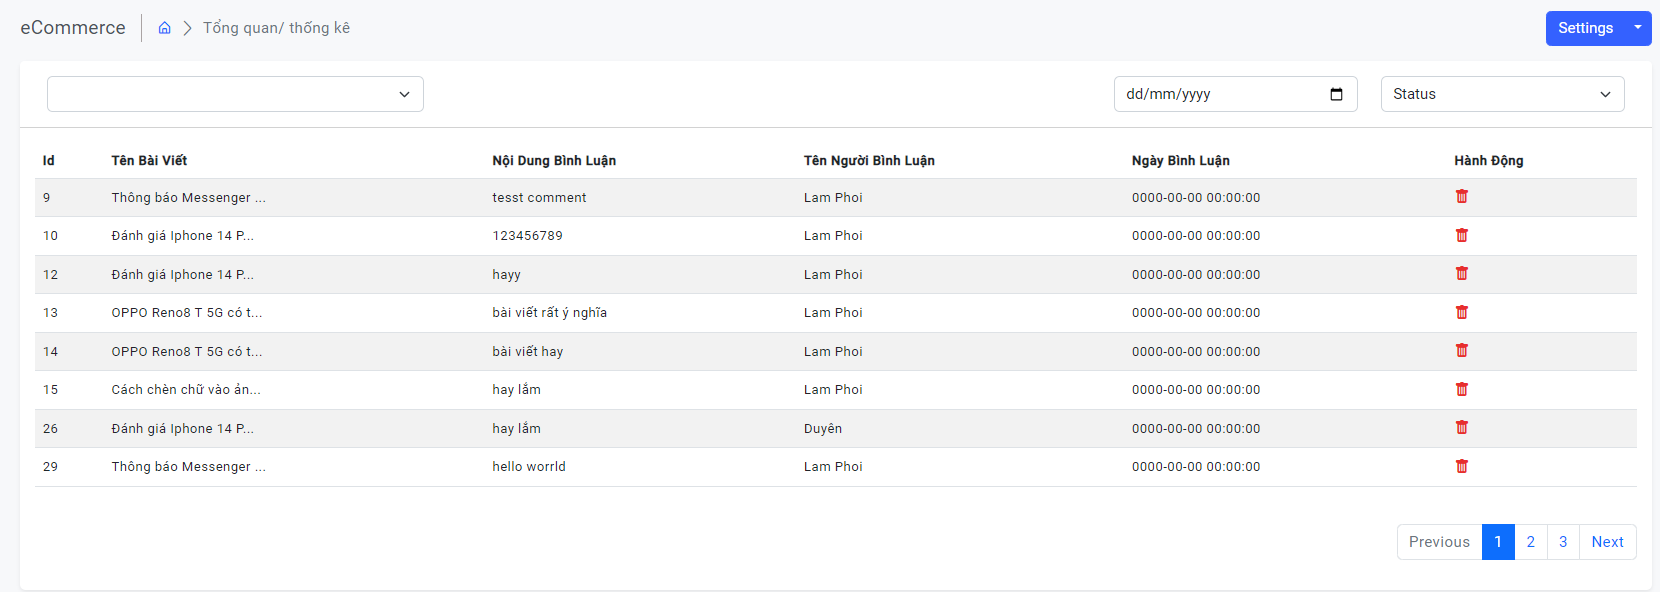 eCommerce Tổng quan/ thống kê Settings
dd/mm/yyyy Status
Id Tên Bài Viết Nội Dung Bình Luận Tên Người Bình Luận Ngày Bình Luận Hành Động
9 Thông báo Messenger ... tesst comment Lam Phoi 0000-00-00 00:00:00
10 Đánh giá Iphone 14 P... 123456789 Lam Phoi 0000-00-00 00:00:00
12 Đánh giá Iphone 14 P... hayy Lam Phoi 0000-00-00 00:00:00
13 OPPO Reno8 T 5G có t... bài viết rất ý nghĩa Lam Phoi 0000-00-00 00:00:00
14 OPPO Reno8 T 5G có t... bài viết hay Lam Phoi 0000-00-00 00:00:00
15 Cách chèn chữ vào ản... hay lắm Lam Phoi 0000-00-00 00:00:00
26 Đánh giá Iphone 14 P... hay lắm Duyên 0000-00-00 00:00:00
29 Thông báo Messenger ... hello worrld Lam Phoi 0000-00-00 00:00:00
Previous 1 2 3 Next